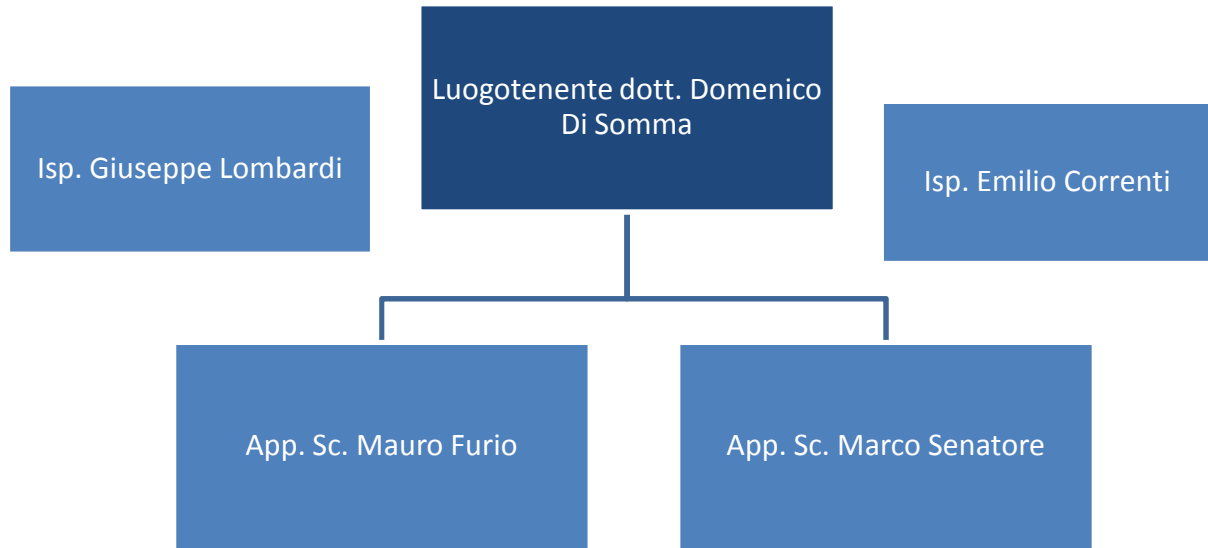 Luogotenente dott. Domenico
Di Somma
Isp. Giuseppe Lombardi
Isp. Emilio Correnti
App. Sc. Mauro Furio
App. Sc. Marco Senatore